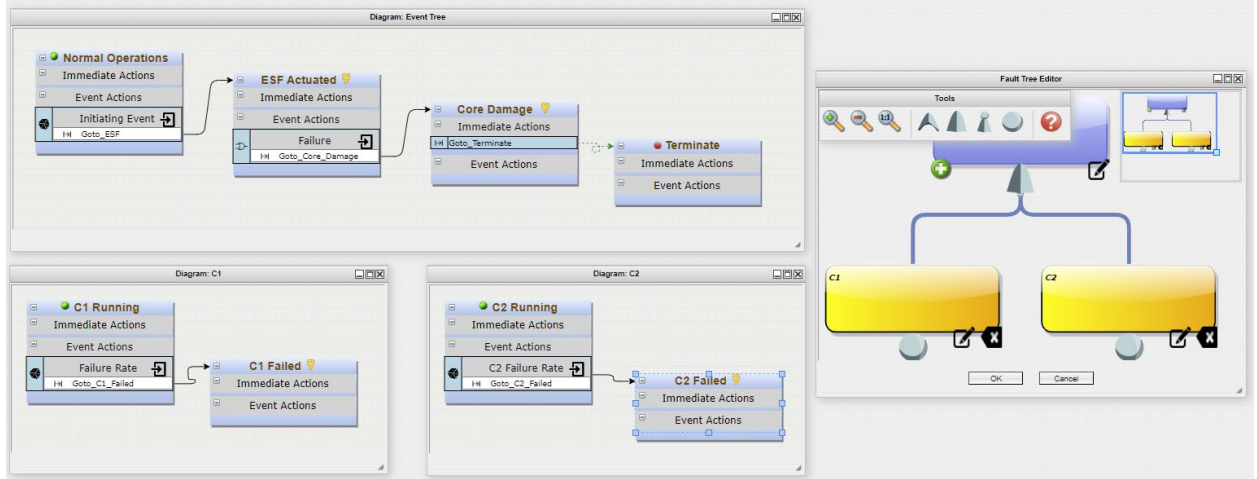 Diagram: Event Tree
Normal Operations
Immediate Actions
Event Actions
Initiating Event
Goto_ESF
ESF Actuated
Immediate Actions
Event Actions
Failure
Goto_Core_Damage
Core Damage
Immediate Actions
Goto_Terminate
Event Actions
Terminate
Immediate Actions
Event Actions
Fault Tree Editor
Tools
1:1
?
C1
C2
OK
Cancel
Diagram: C1
C1 Running
Immediate Actions
Event Actions
Failure Rate
Goto_C1_Failed
C1 Failed
Immediate Actions
Event Actions
Diagram: C2
C2 Running
Immediate Actions
Event Actions
C2 Failure Rate
Goto_C2_Failed
C2 Failed
Immediate Actions
Event Actions